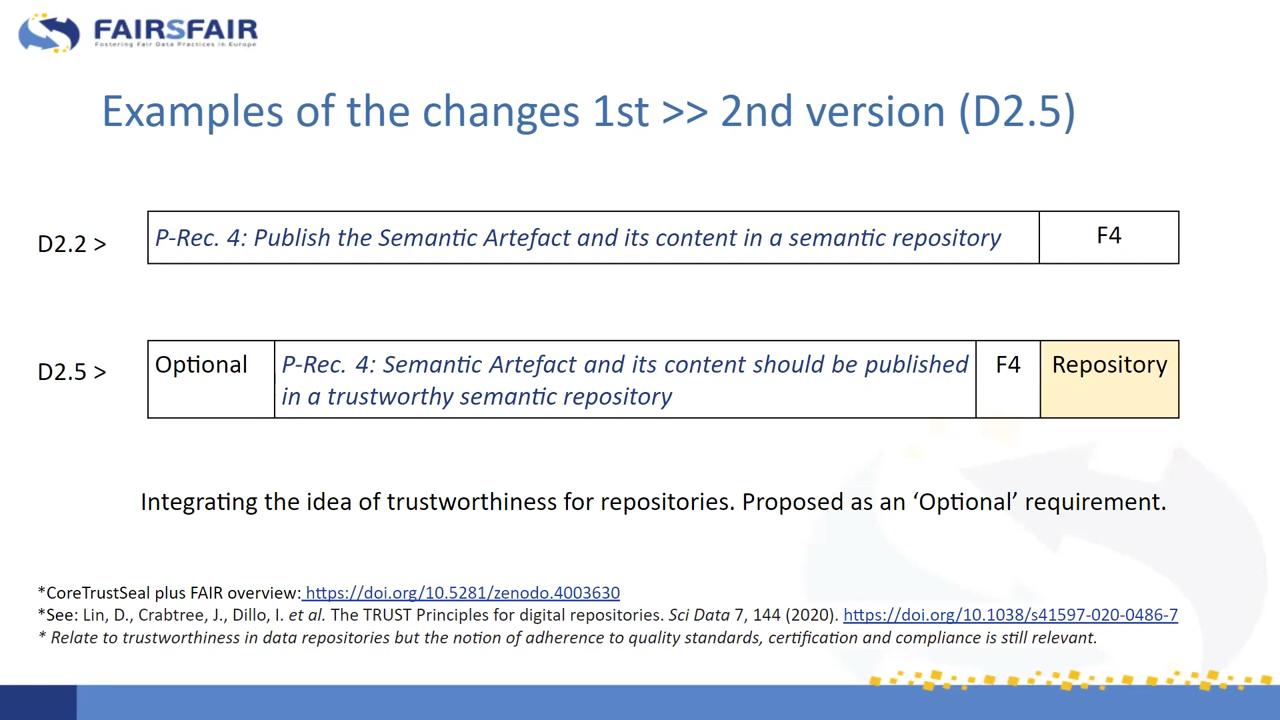 FAIRSFAIR
Fostering Fair Data Practices in Europe
Examples of the changes 1st >> 2nd version (D2.5)
D2.2 > P-Rec. 4: Publish the Semantic Artefact and its content in a semantic repository F4
D2.5 > Optional P-Rec. 4: Semantic Artefact and its content should be published F4 Repository
in a trustworthy semantic repository
Integrating the idea of trustworthiness for repositories. Proposed as an ‘Optional’ requirement.
*CoreTrustSeal plus FAIR overview: https://doi.org/10.5281/zenodo.4003630
*See: Lin, D., Crabtree, J., Dillo, I. et al. The TRUST Principles for digital repositories. Sci Data 7, 144 (2020). https://doi.org/10.1038/s41597-020-0486-7
* Relate to trustworthiness in data repositories but the notion of adherence to quality standards, certification and compliance is still relevant.